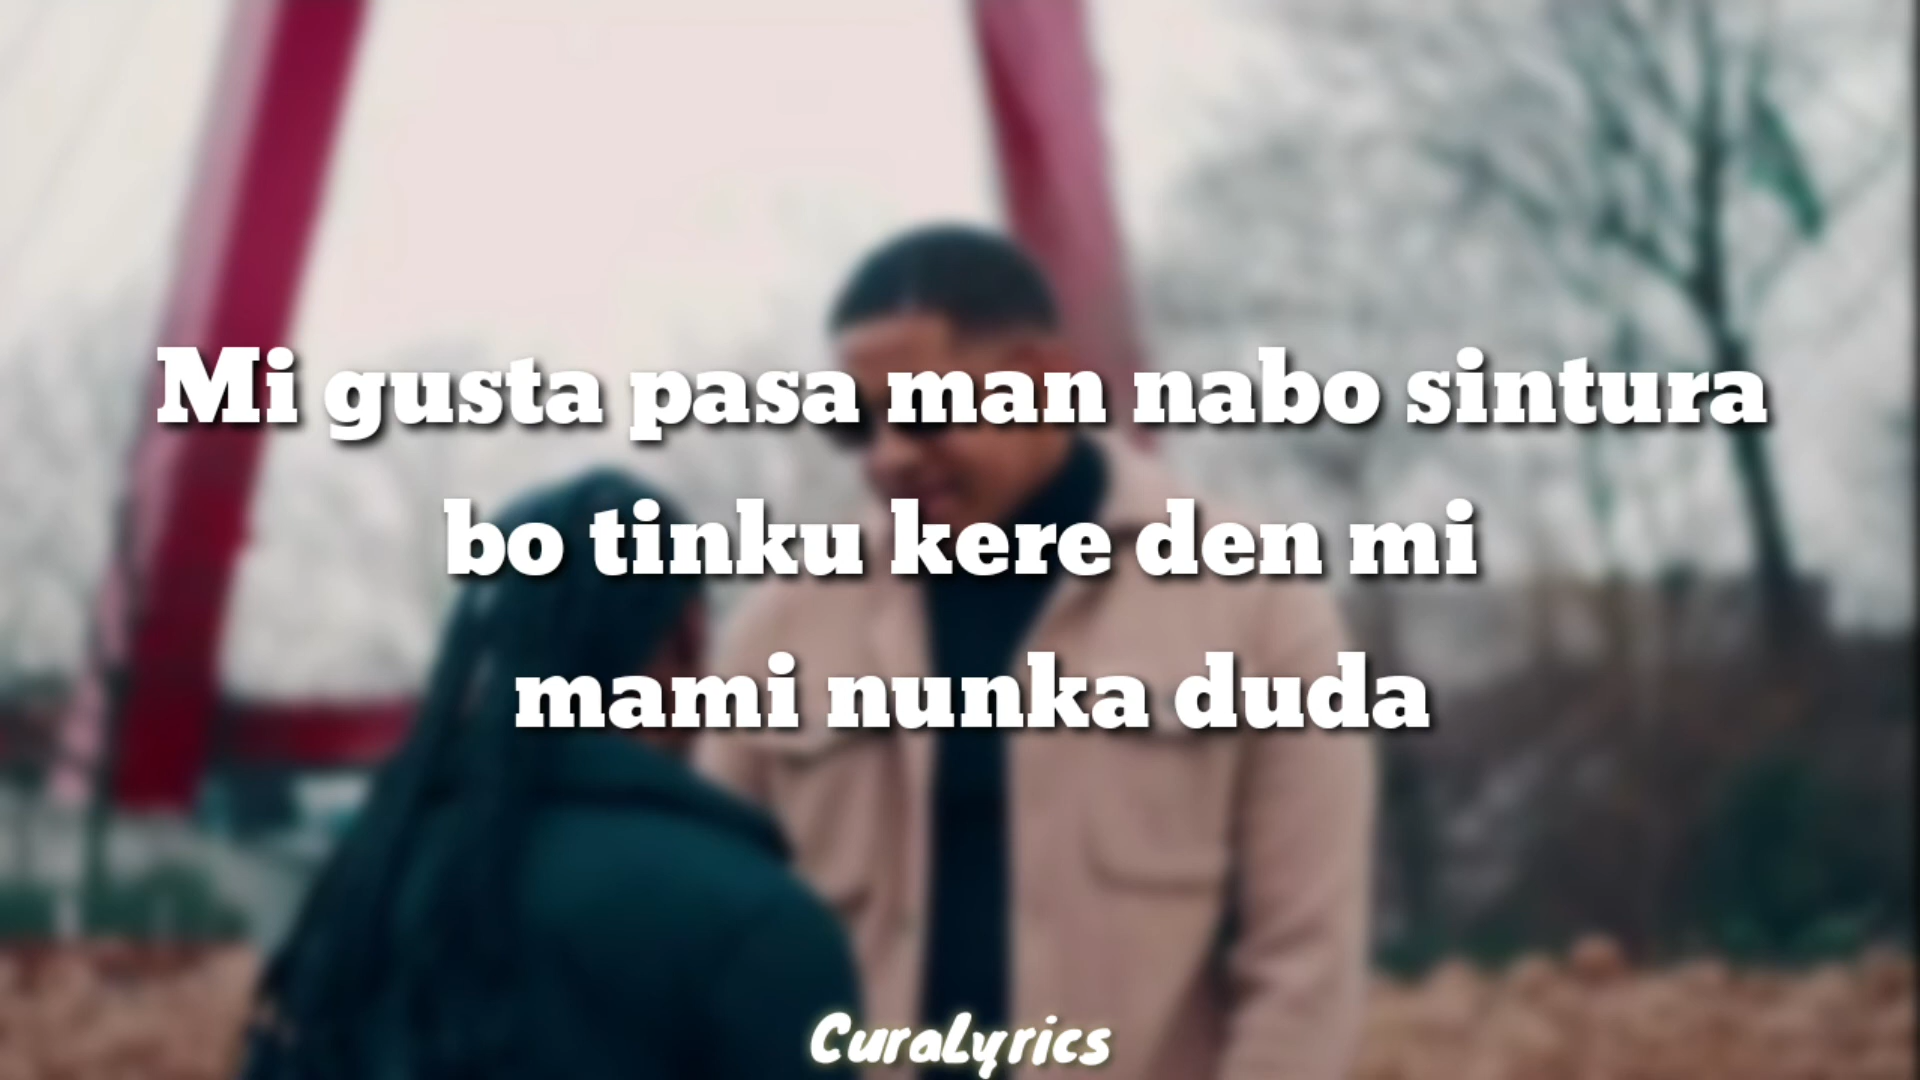 Mi gusta pasa man nabo sintura
bo tinku kere den mi
mami nunka duda
CuraLyrics